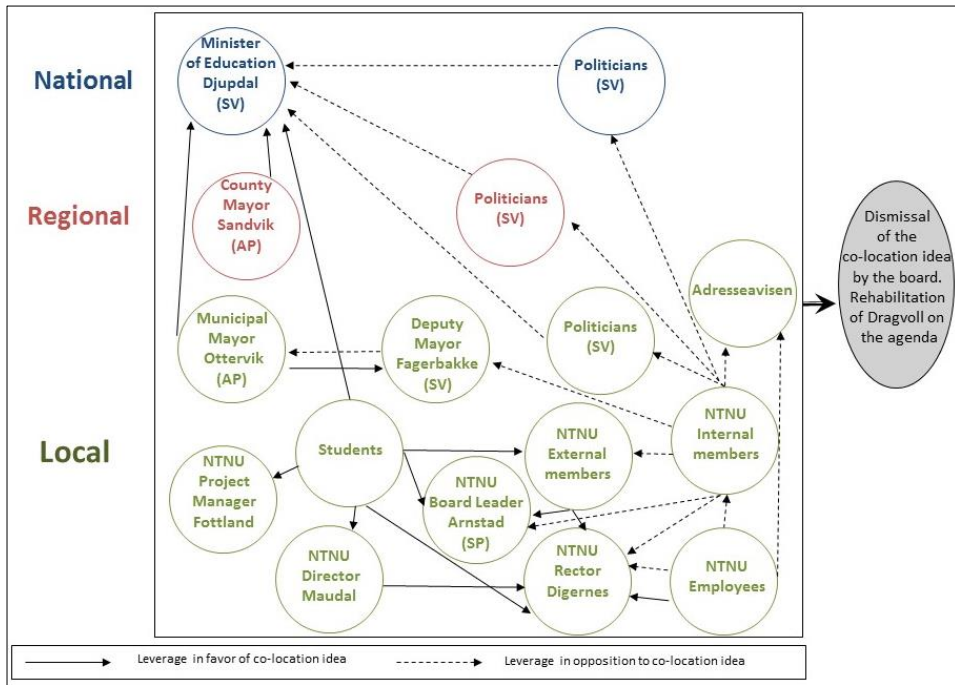 National
Minister
of Education
Djupdal
(SV)
Politicians
(SV)
Regional
County
Mayor
Sandvik
(AP)
Politicians
(SV)
Adresseavisen
Dismissal
of the
co-location idea
by the board.
Rehabilitation
of Dragvoll on
the agenda
Municipal
Mayor
Ottervik
(AP)
Deputy
Mayor
Fagerbakke
(SV)
Politicians
(SV)
Local
Students
NTNU
External
members
NTNU
Internal
members
NTNU
Project
Manager
Fottland
NTNU
Board Leader
Arnstad
(SP)
NTNU
Director
Maudal
NTNU
Rector
Digernes
NTNU
Employees
Leverage in favor of co-location idea
Leverage in opposition to co-location idea